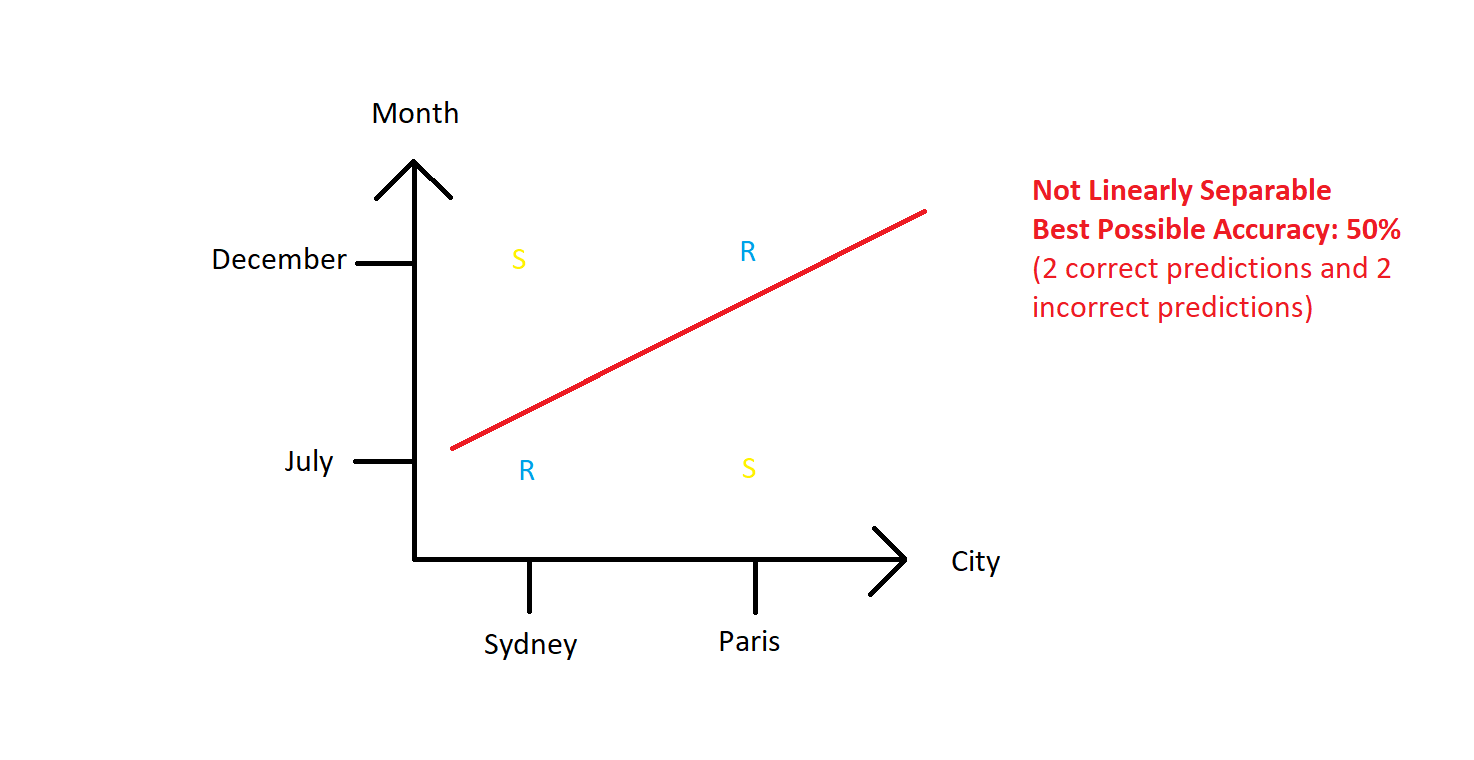 Month
Not Linearly Separable
Best Possible Accuracy: 50%
(2 correct predictions and 2
incorrect predictions)
December
S
R
July
R
S
City
Sydney
Paris